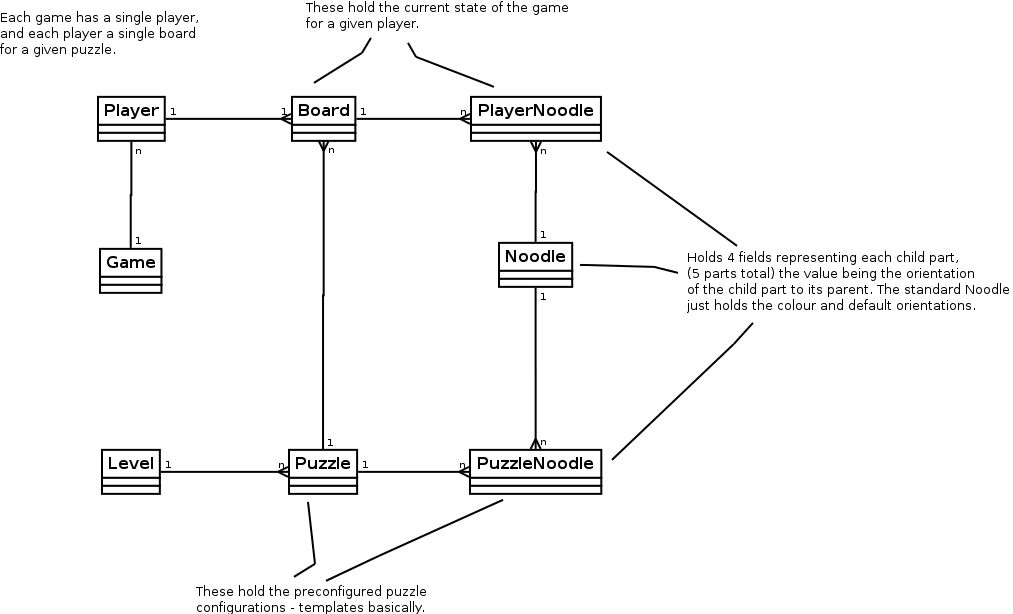 Each game has a single player,
and each player a single board
for a given puzzle.
These hold the current state of the game
for a given player.
Player 1 1 Board 1 n PlayerNoodle
n n n
1 1
Game Noodle
1
Holds 4 fields representing each child part,
(5 parts total) the value being the orientation
of the child part to its parent. The standard Noodle
just holds the colour and default orientations.
1 n
Level 1 n Puzzle 1 n PuzzleNoodle
These hold the preconfigured puzzle
configurations - templates basically.